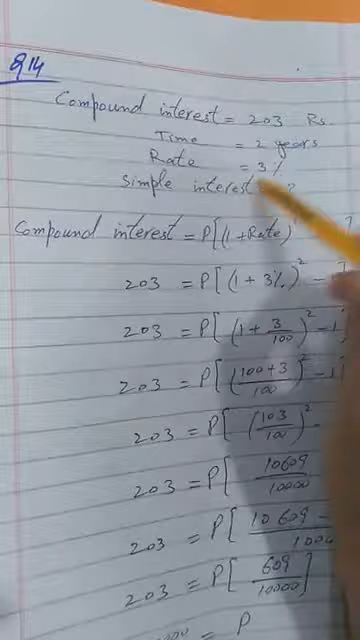 Q14
Compound interest = 203 Rs
Time = 2 years
Rate = 3%
Simple interest ?
Compound interest = P[(1 + Rate) ]
203 = P[(1 + 3%)² - ]
203 = P[(1 + 3/100)² - 1]
203 = P[(100+3/100)² - 1]
203 = P[(103/100)² -
203 = P[ 10609/10000
203 = P[10609 -
203 = P[609/10000]
= P